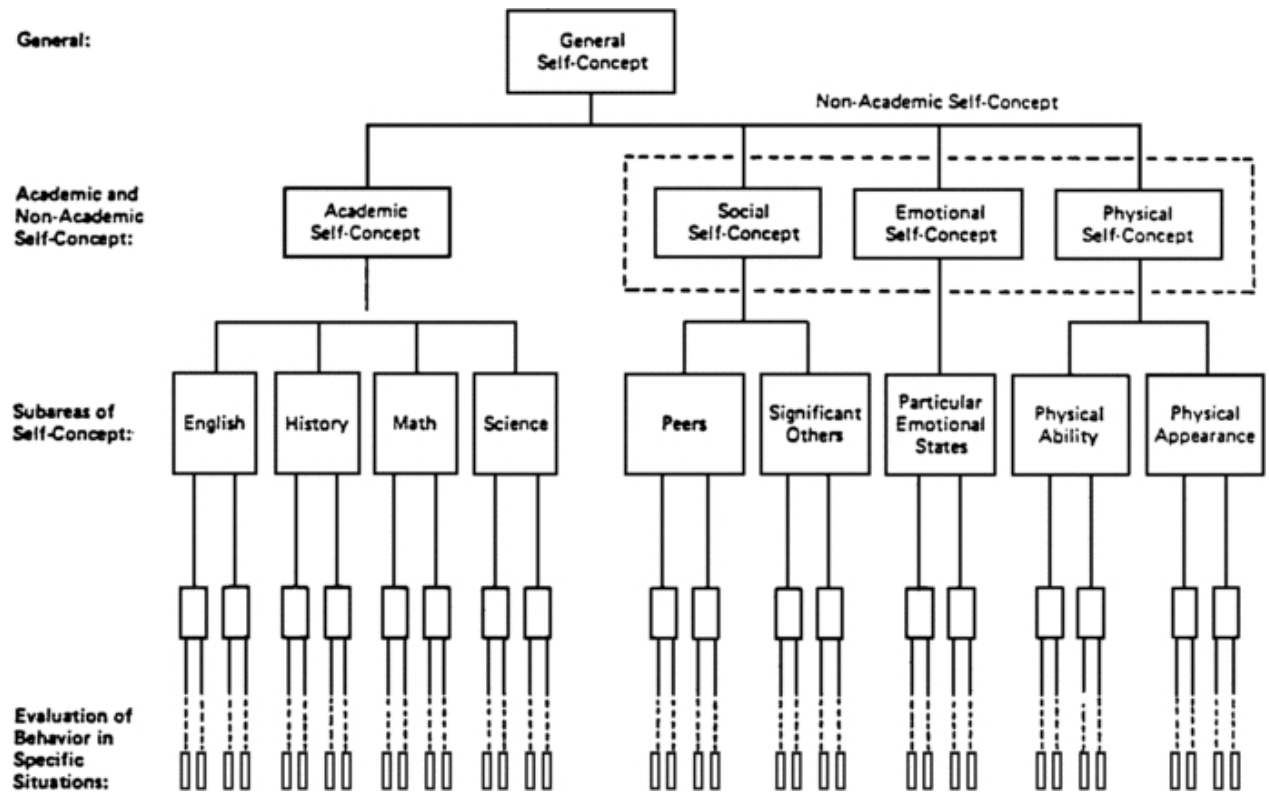 General:
General
Self-Concept
Non-Academic Self-Concept
Academic and
Non-Academic
Self-Concept:
Academic
Self-Concept
Social
Self-Concept
Emotional
Self-Concept
Physical
Self-Concept
Subareas of
Self-Concept:
English
History
Math
Science
Peers
Significant
Others
Particular
Emotional
States
Physical
Ability
Physical
Appearance
Evaluation of
Behavior in
Specific
Situations: